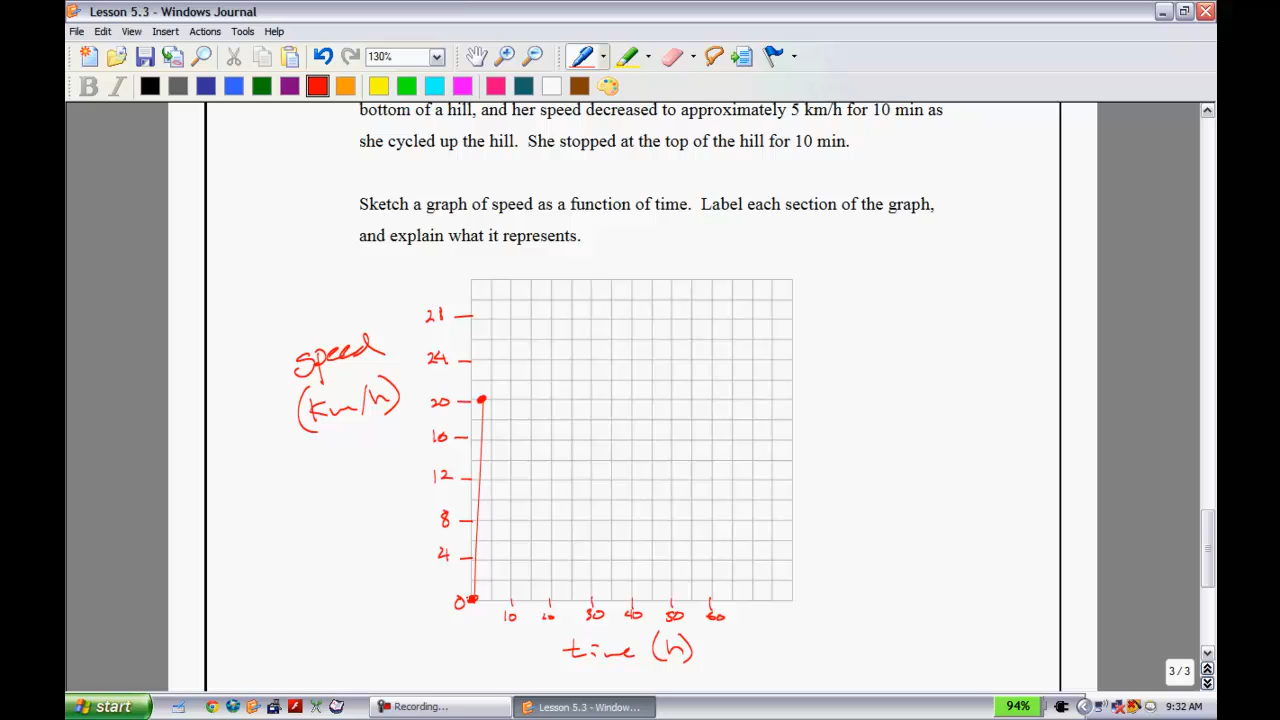 Lesson 5.3 - Windows Journal
File Edit View Insert Actions Tools Help
130%
B I
bottom of a hill, and her speed decreased to approximately 5 km/h for 10 min as
she cycled up the hill. She stopped at the top of the hill for 10 min.
Sketch a graph of speed as a function of time. Label each section of the graph,
and explain what it represents.
speed
(km/h)
24
20
12
8
4
0
10 30 40 50 60
time (h)
3/3
start Recording... Lesson 5.3 - Window... 94% 9:32 AM